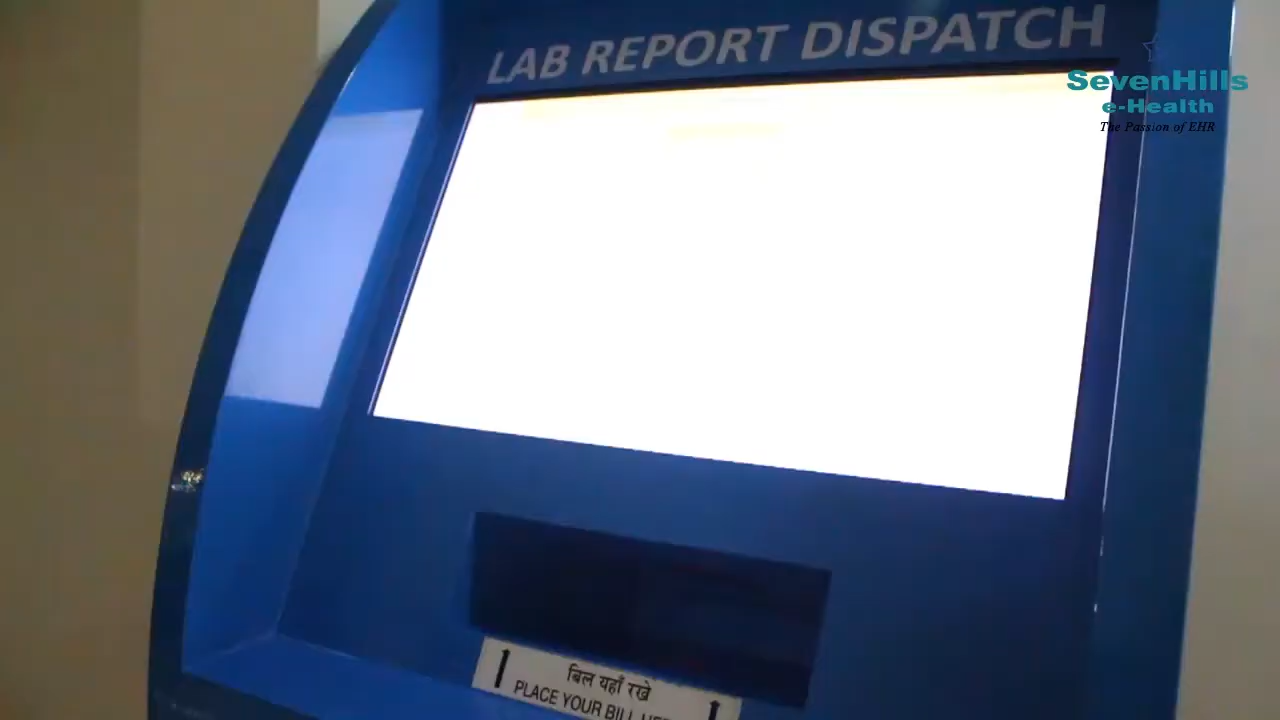 LAB REPORT DISPATCH
SevenHills
e-Health
The Passion of EHR
बिल यहाँ रखे
PLACE YOUR BILL